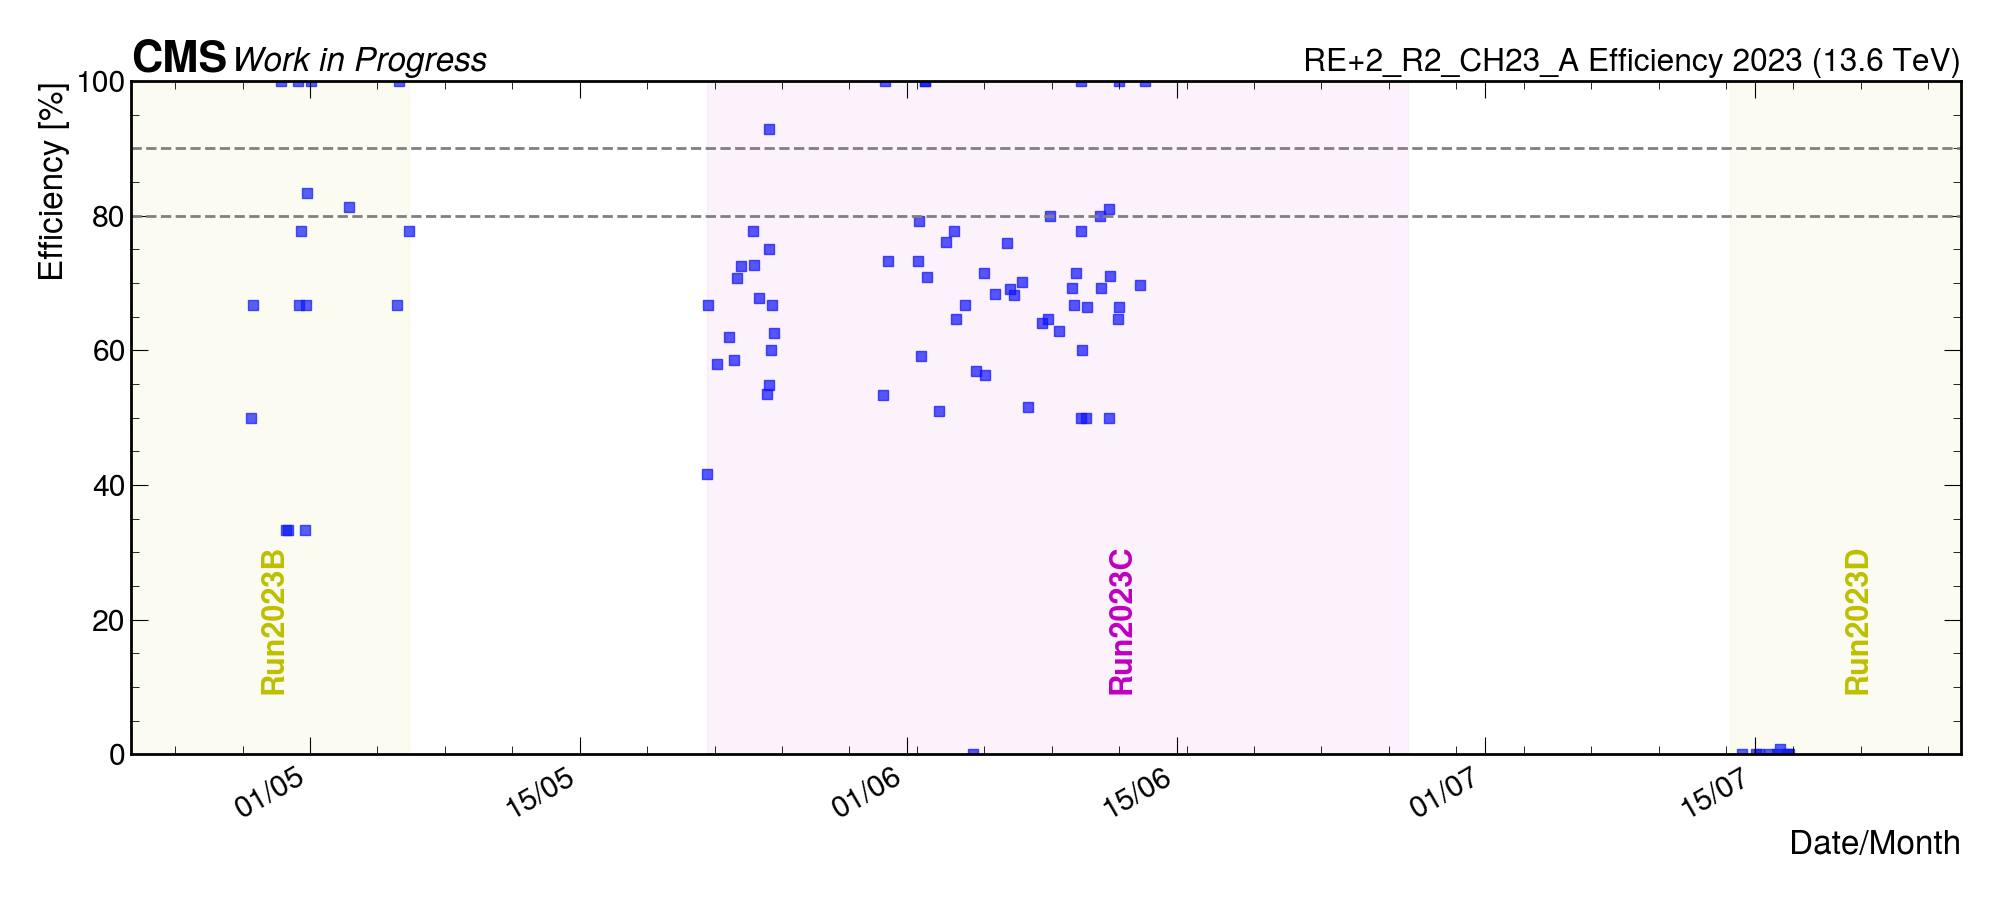 CMS Work in Progress
RE+2_R2_CH23_A Efficiency 2023 (13.6 TeV)
Efficiency [%]
100
80
60
40
20
0
Run2023B
Run2023C
Run2023D
01/05
15/05
01/06
15/06
01/07
15/07
Date/Month